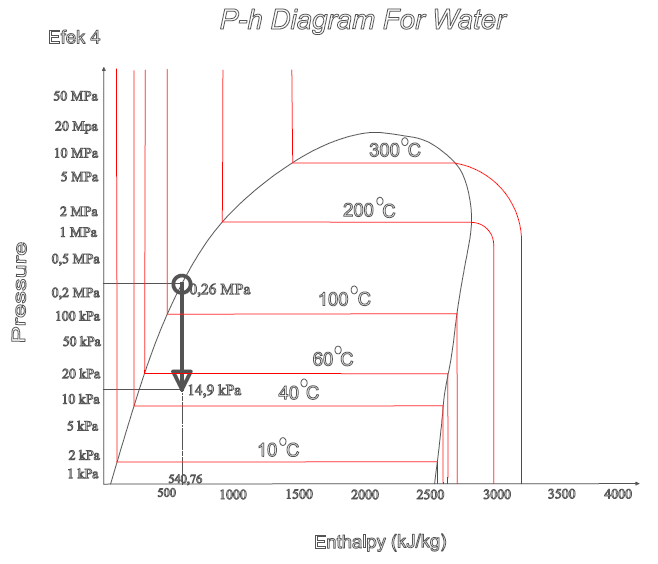 P-h Diagram For Water
Efek 4
50 MPa
20 Mpa
10 MPa
5 MPa
2 MPa
1 MPa
0,5 MPa
0,2 MPa
100 kPa
50 kPa
20 kPa
10 kPa
5 kPa
2 kPa
1 kPa
Pressure
300°C
200°C
0,26 MPa
100°C
60°C
14,9 kPa
40°C
10°C
540,76
500 1000 1500 2000 2500 3000 3500 4000
Enthalpy (kJ/kg)